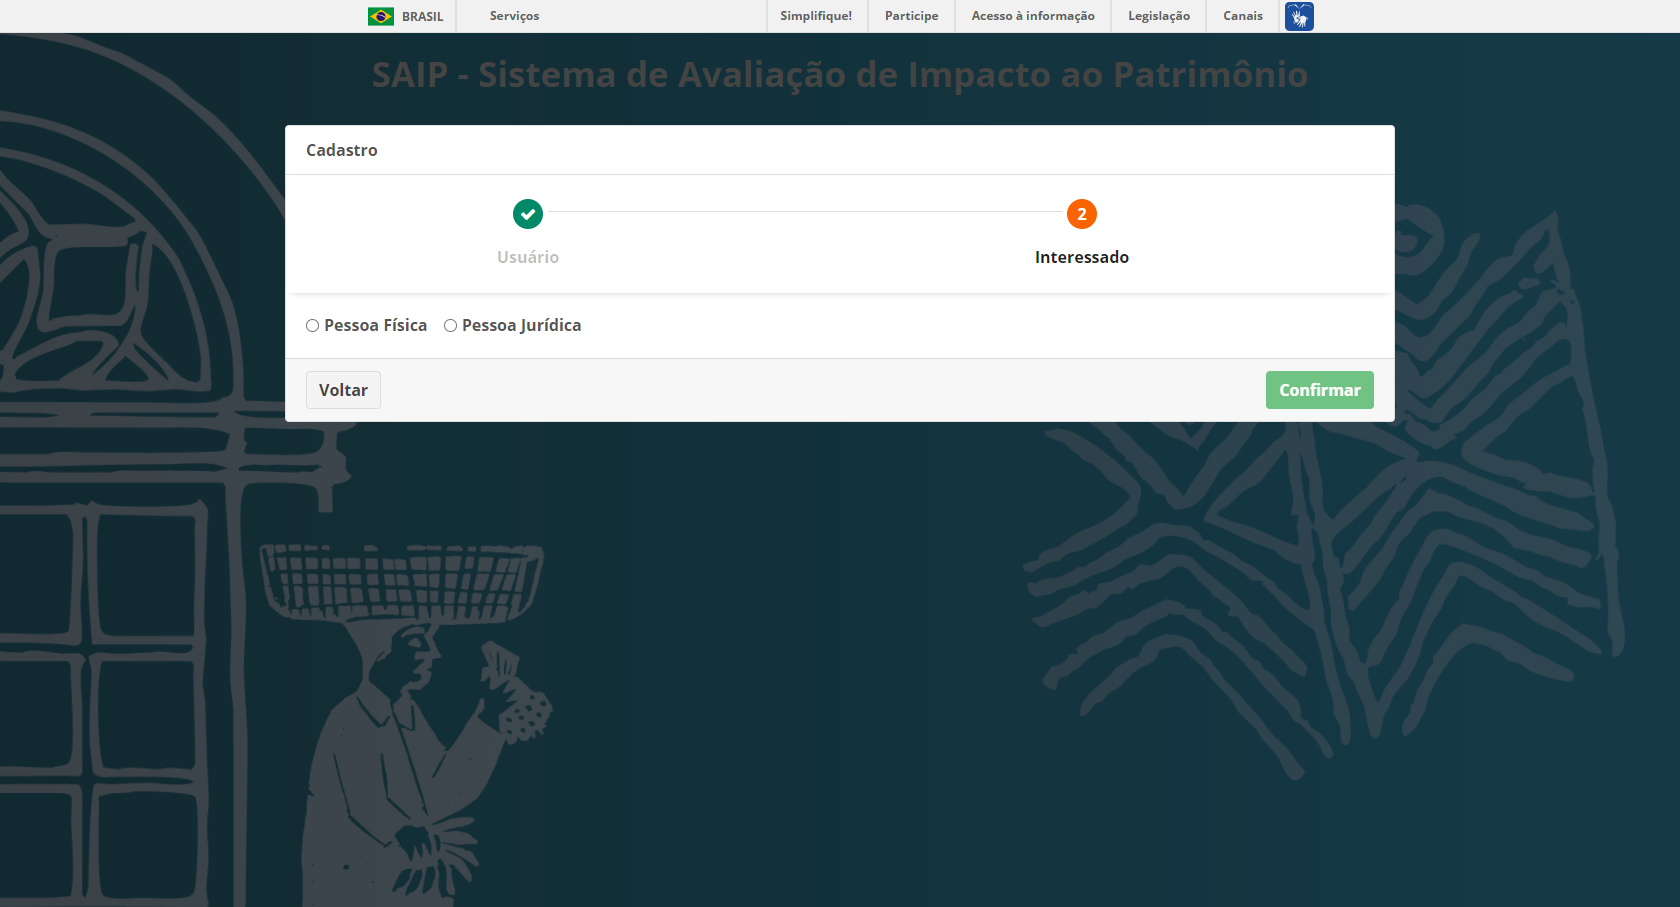 BRASIL Serviços Simplifique! Participe Acesso à informação Legislação Canais
SAIP - Sistema de Avaliação de Impacto ao Patrimônio
Cadastro
2
Usuário Interessado
Pessoa Física Pessoa Jurídica
Voltar Confirmar